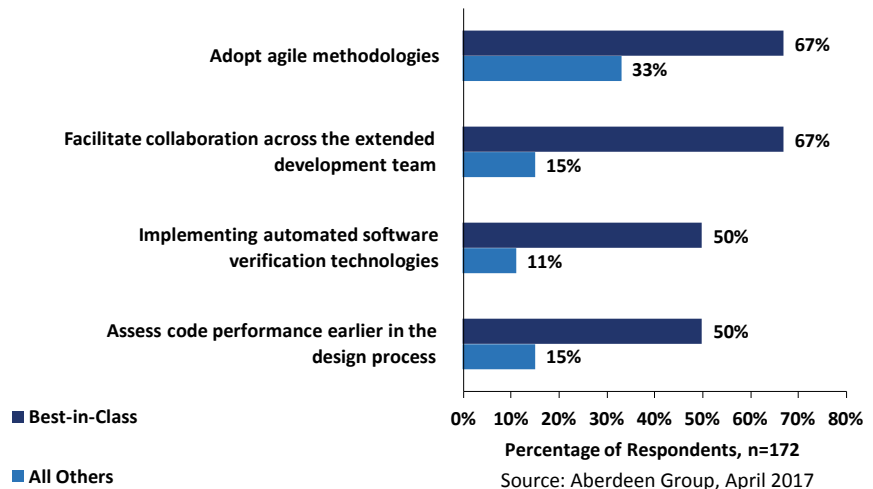 Adopt agile methodologies
67%
33%
Facilitate collaboration across the extended
development team
67%
15%
Implementing automated software
verification technologies
50%
11%
Assess code performance earlier in the
design process
50%
15%
0% 10% 20% 30% 40% 50% 60% 70% 80%
Best-in-Class
Percentage of Respondents, n=172
All Others
Source: Aberdeen Group, April 2017